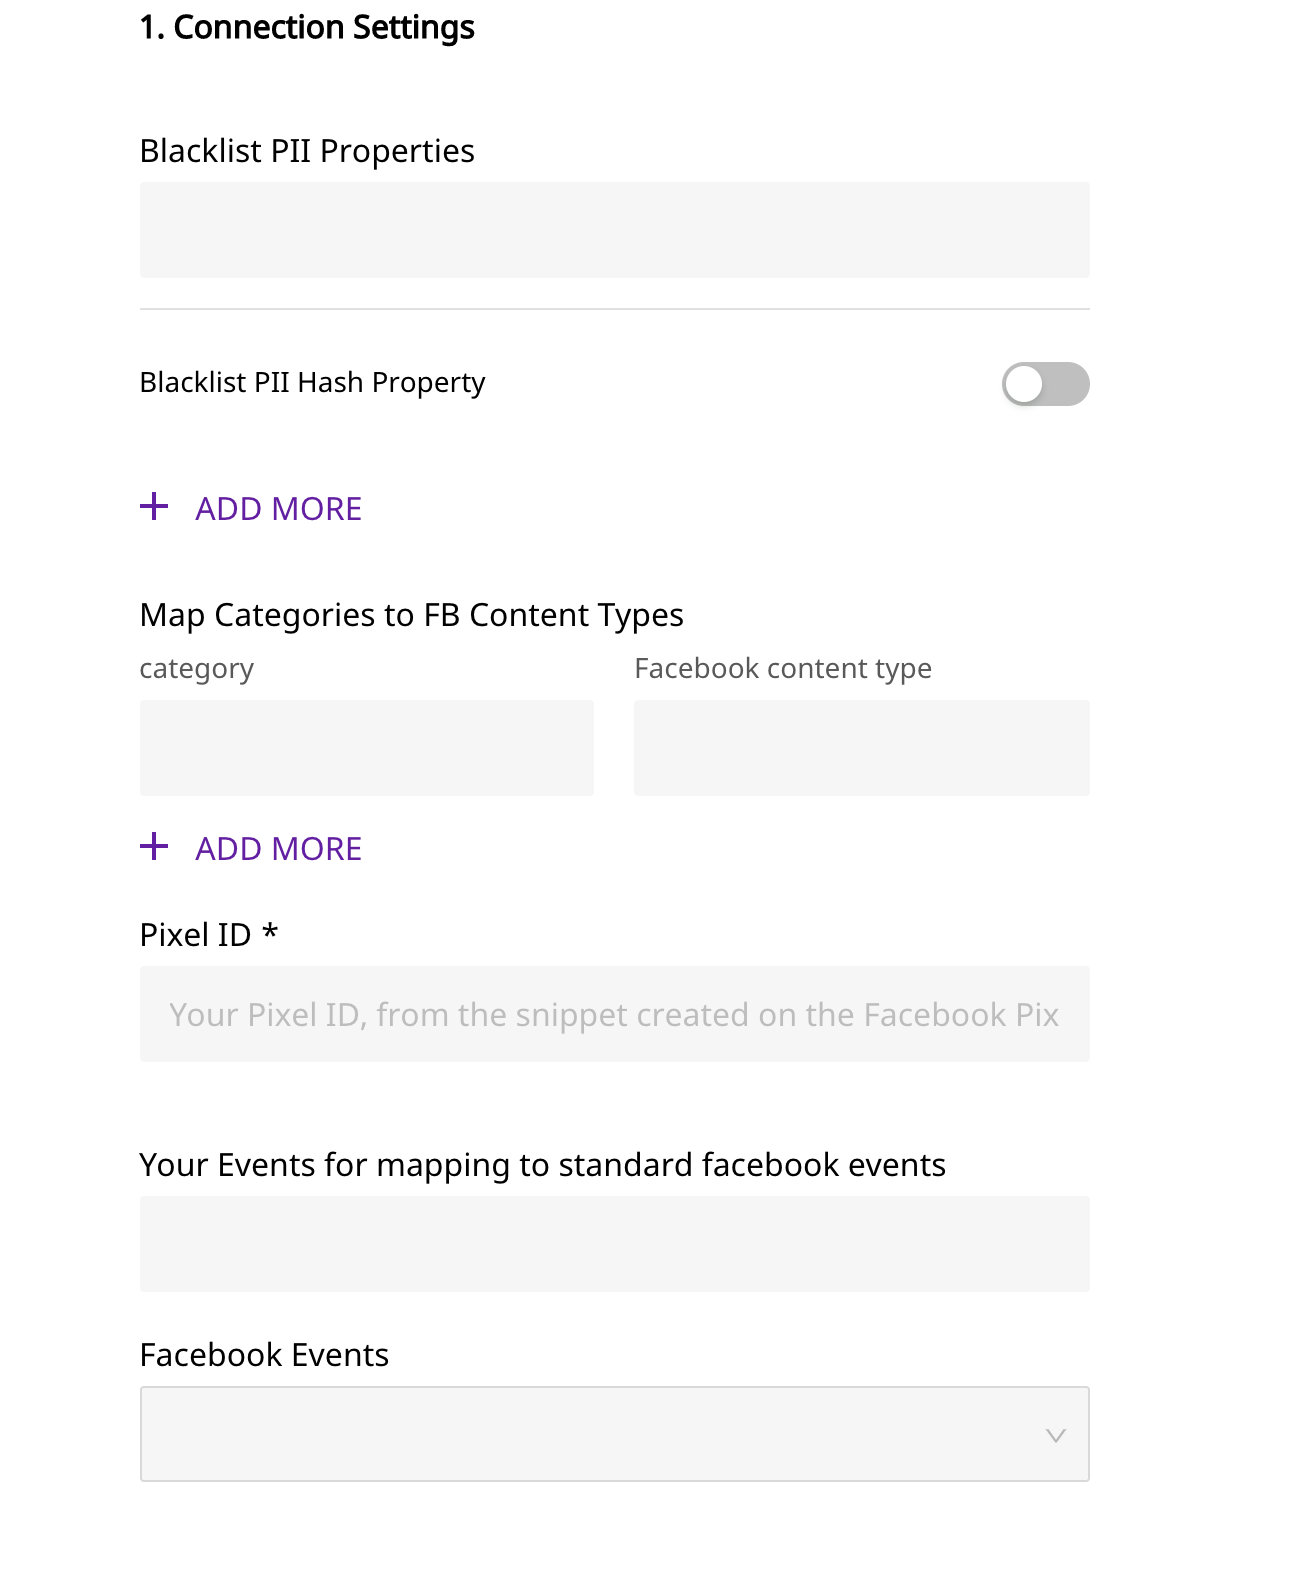 1. Connection Settings
Blacklist PII Properties
Blacklist PII Hash Property
+ ADD MORE
Map Categories to FB Content Types
category Facebook content type
+ ADD MORE
Pixel ID *
Your Pixel ID, from the snippet created on the Facebook Pix
Your Events for mapping to standard facebook events
Facebook Events